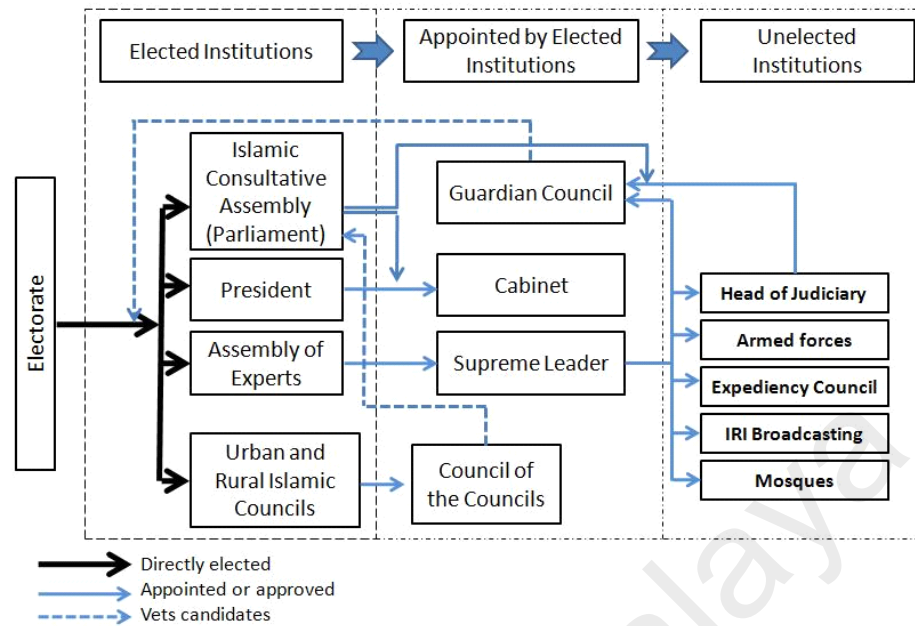 Elected Institutions
Appointed by Elected
Institutions
Unelected
Institutions
Electorate
Islamic
Consultative
Assembly
(Parliament)
President
Assembly of
Experts
Urban and
Rural Islamic
Councils
Guardian Council
Cabinet
Supreme Leader
Council of
the Councils
Head of Judiciary
Armed forces
Expediency Council
IRI Broadcasting
Mosques
Directly elected
Appointed or approved
Vets candidates